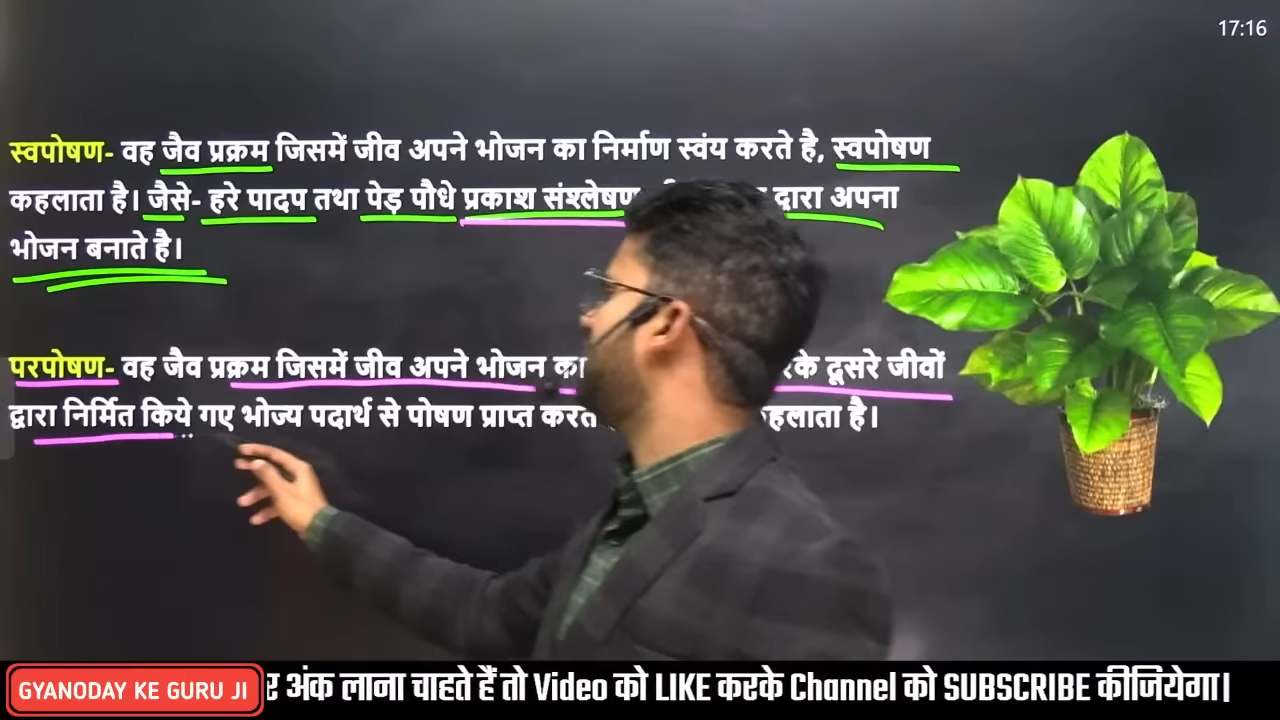 17:16
स्वपोषण- वह जैव प्रक्रम जिसमें जीव अपने भोजन का निर्माण स्वंय करते है, स्वपोषण
कहलाता है। जैसे- हरे पादप तथा पेड़ पौधे प्रकाश संश्लेषण द्वारा अपना
भोजन बनाते है।
परपोषण- वह जैव प्रक्रम जिसमें जीव अपने भोजन दूसरे जीवों
द्वारा निर्मित किये गए भोज्य पदार्थ से पोषण प्राप्त है।
GYANODAY KE GURU JI
अंक लाना चाहते हैं तो Video को LIKE करके Channel को SUBSCRIBE कीजियेगा।